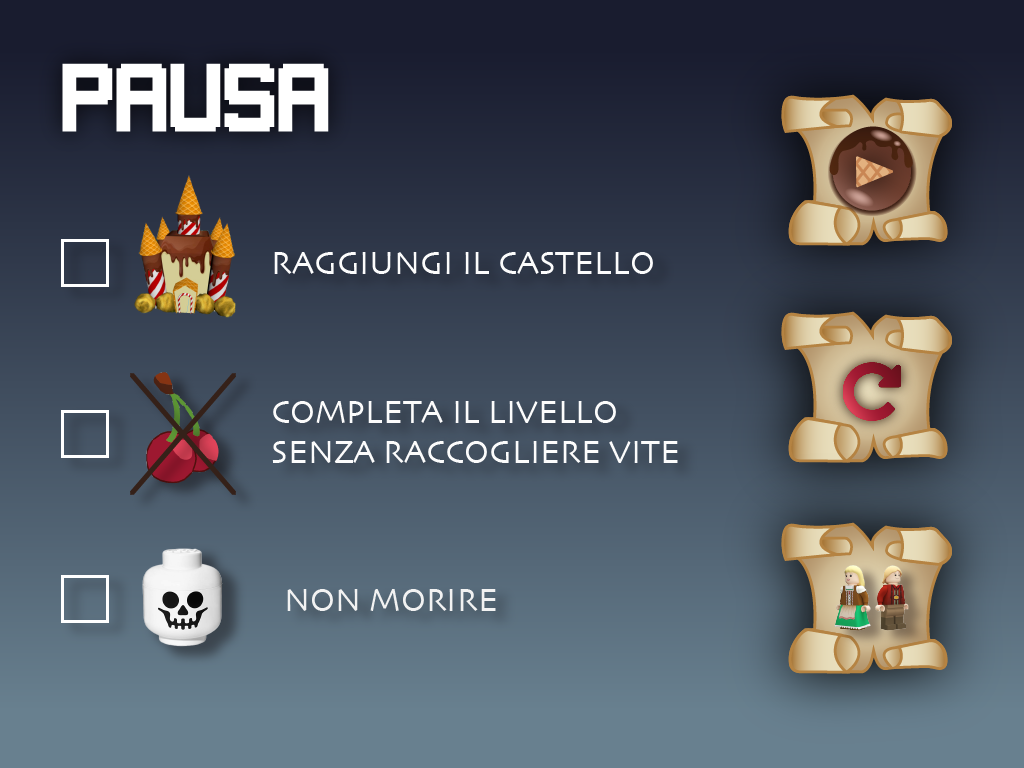 PAUSA
RAGGIUNGI IL CASTELLO
COMPLETA IL LIVELLO
SENZA RACCOGLIERE VITE
NON MORIRE